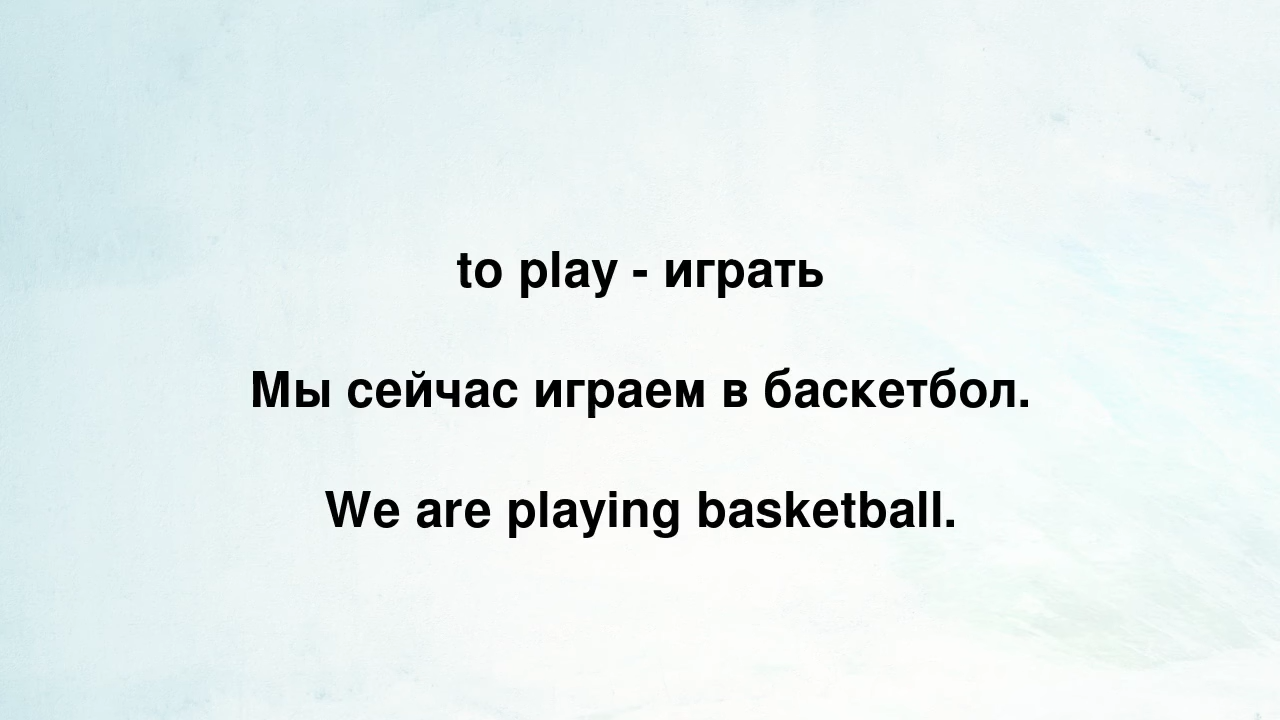 to play - играть
Мы сейчас играем в баскетбол.
We are playing basketball.